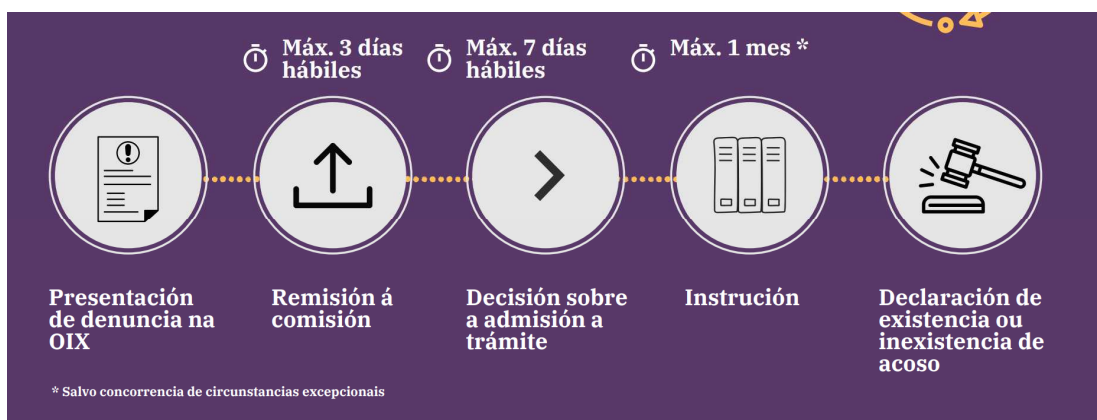 Máx. 3 días
hábiles
Máx. 7 días
hábiles
Máx. 1 mes *
Presentación
de denuncia na
OIX
Remisión á
comisión
Decisión sobre
a admisión a
trámite
Instrución
Declaración de
existencia ou
inexistencia de
acoso
* Salvo concorrencia de circunstancias excepcionais